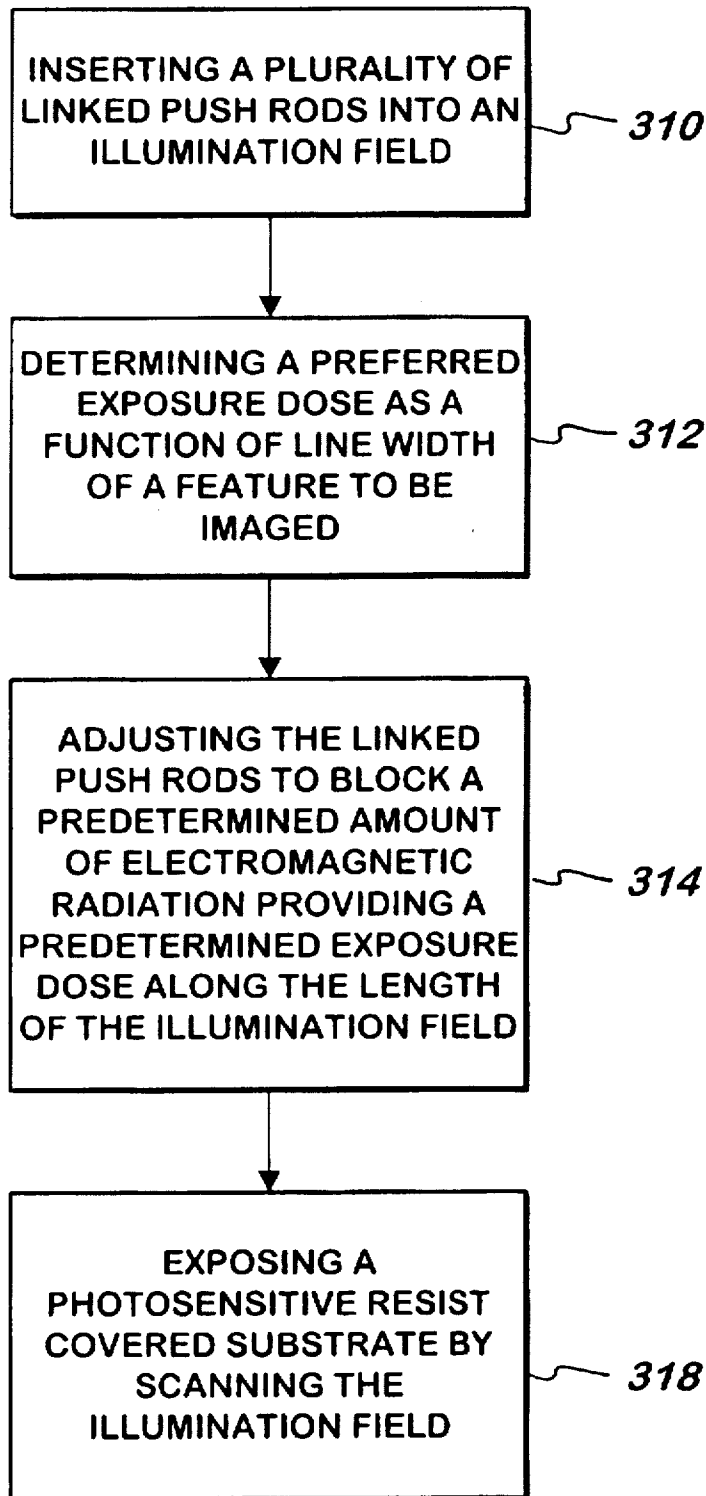 INSERTING A PLURALITY OF
LINKED PUSH RODS INTO AN
ILLUMINATION FIELD
310
DETERMINING A PREFERRED
EXPOSURE DOSE AS A
FUNCTION OF LINE WIDTH
OF A FEATURE TO BE
IMAGED
312
ADJUSTING THE LINKED
PUSH RODS TO BLOCK A
PREDETERMINED AMOUNT
OF ELECTROMAGNETIC
RADIATION PROVIDING A
PREDETERMINED EXPOSURE
DOSE ALONG THE LENGTH
OF THE ILLUMINATION FIELD
314
EXPOSING A
PHOTOSENSITIVE RESIST
COVERED SUBSTRATE BY
SCANNING THE
ILLUMINATION FIELD
318